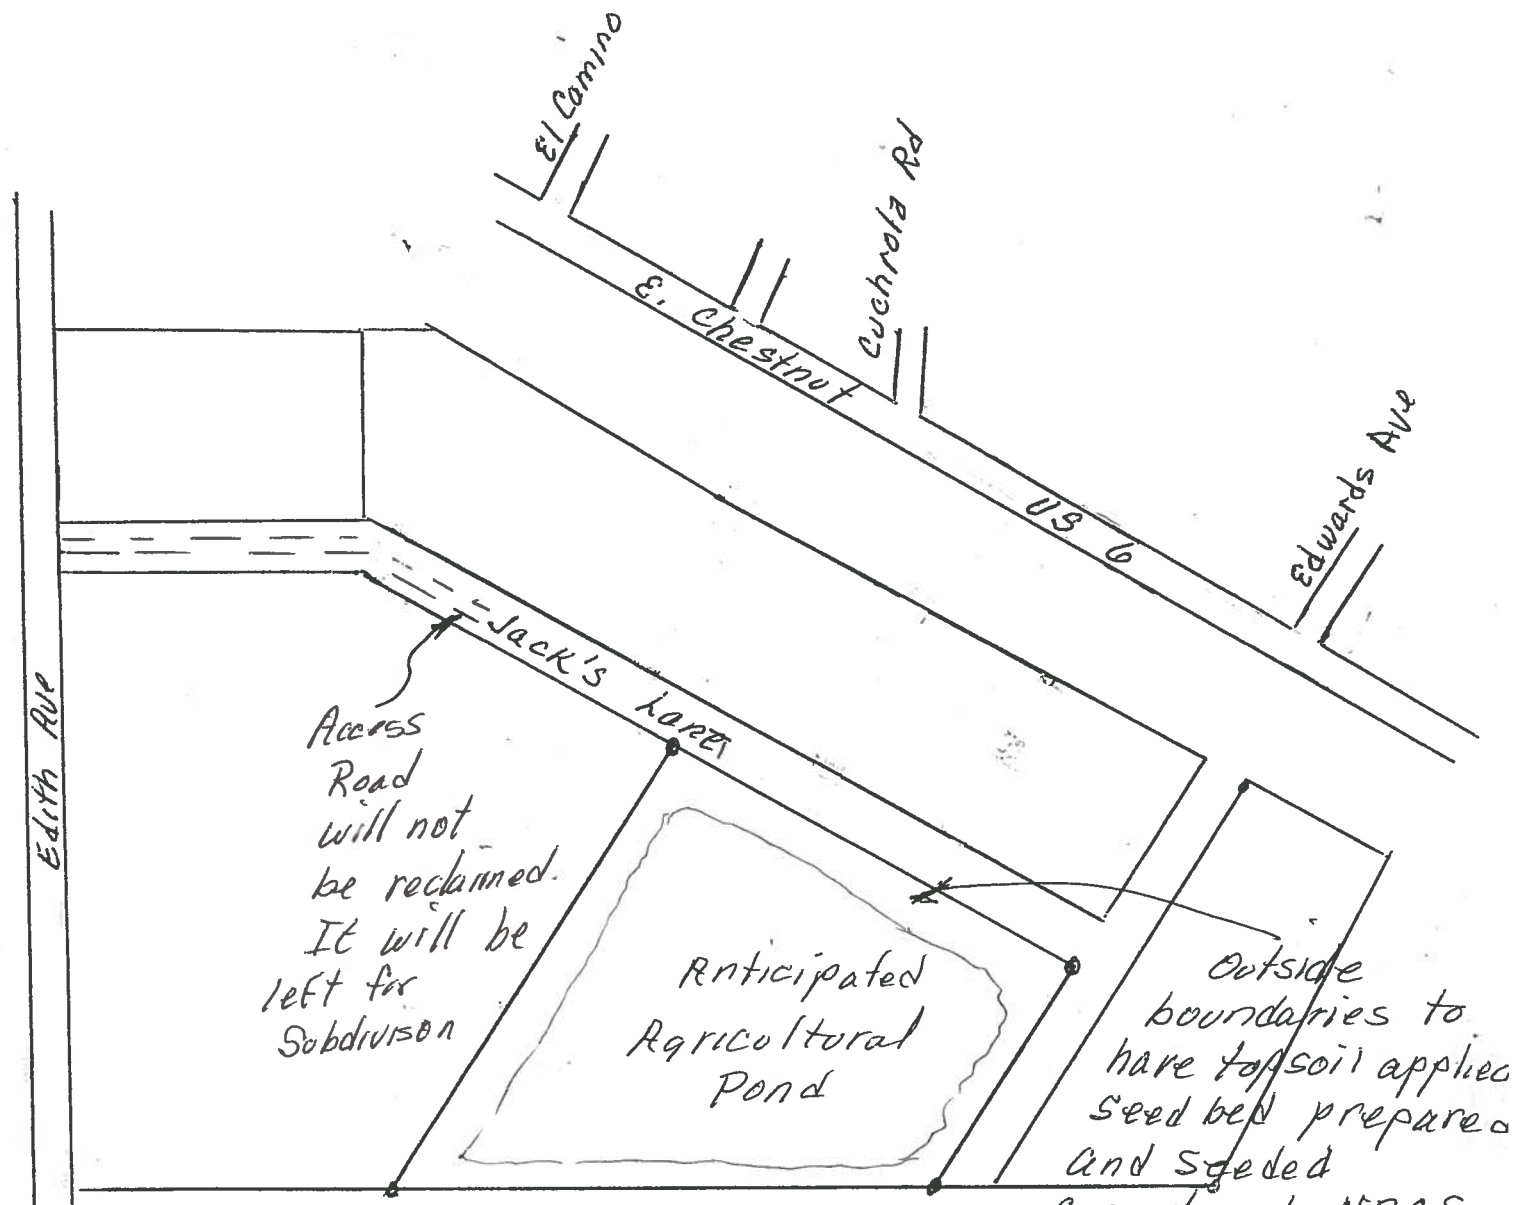 El Camino
Cuchrota Rd
E. Chestnut
US 6
Edwards Ave
Edith Ave
Jack's Lane
Access
Road
will not
be reclaimed.
It will be
left for
Subdivison
Anticipated
Agricultural
Pond
Outside
boundaries to
have topsoil applied
seed bed prepared
and seeded